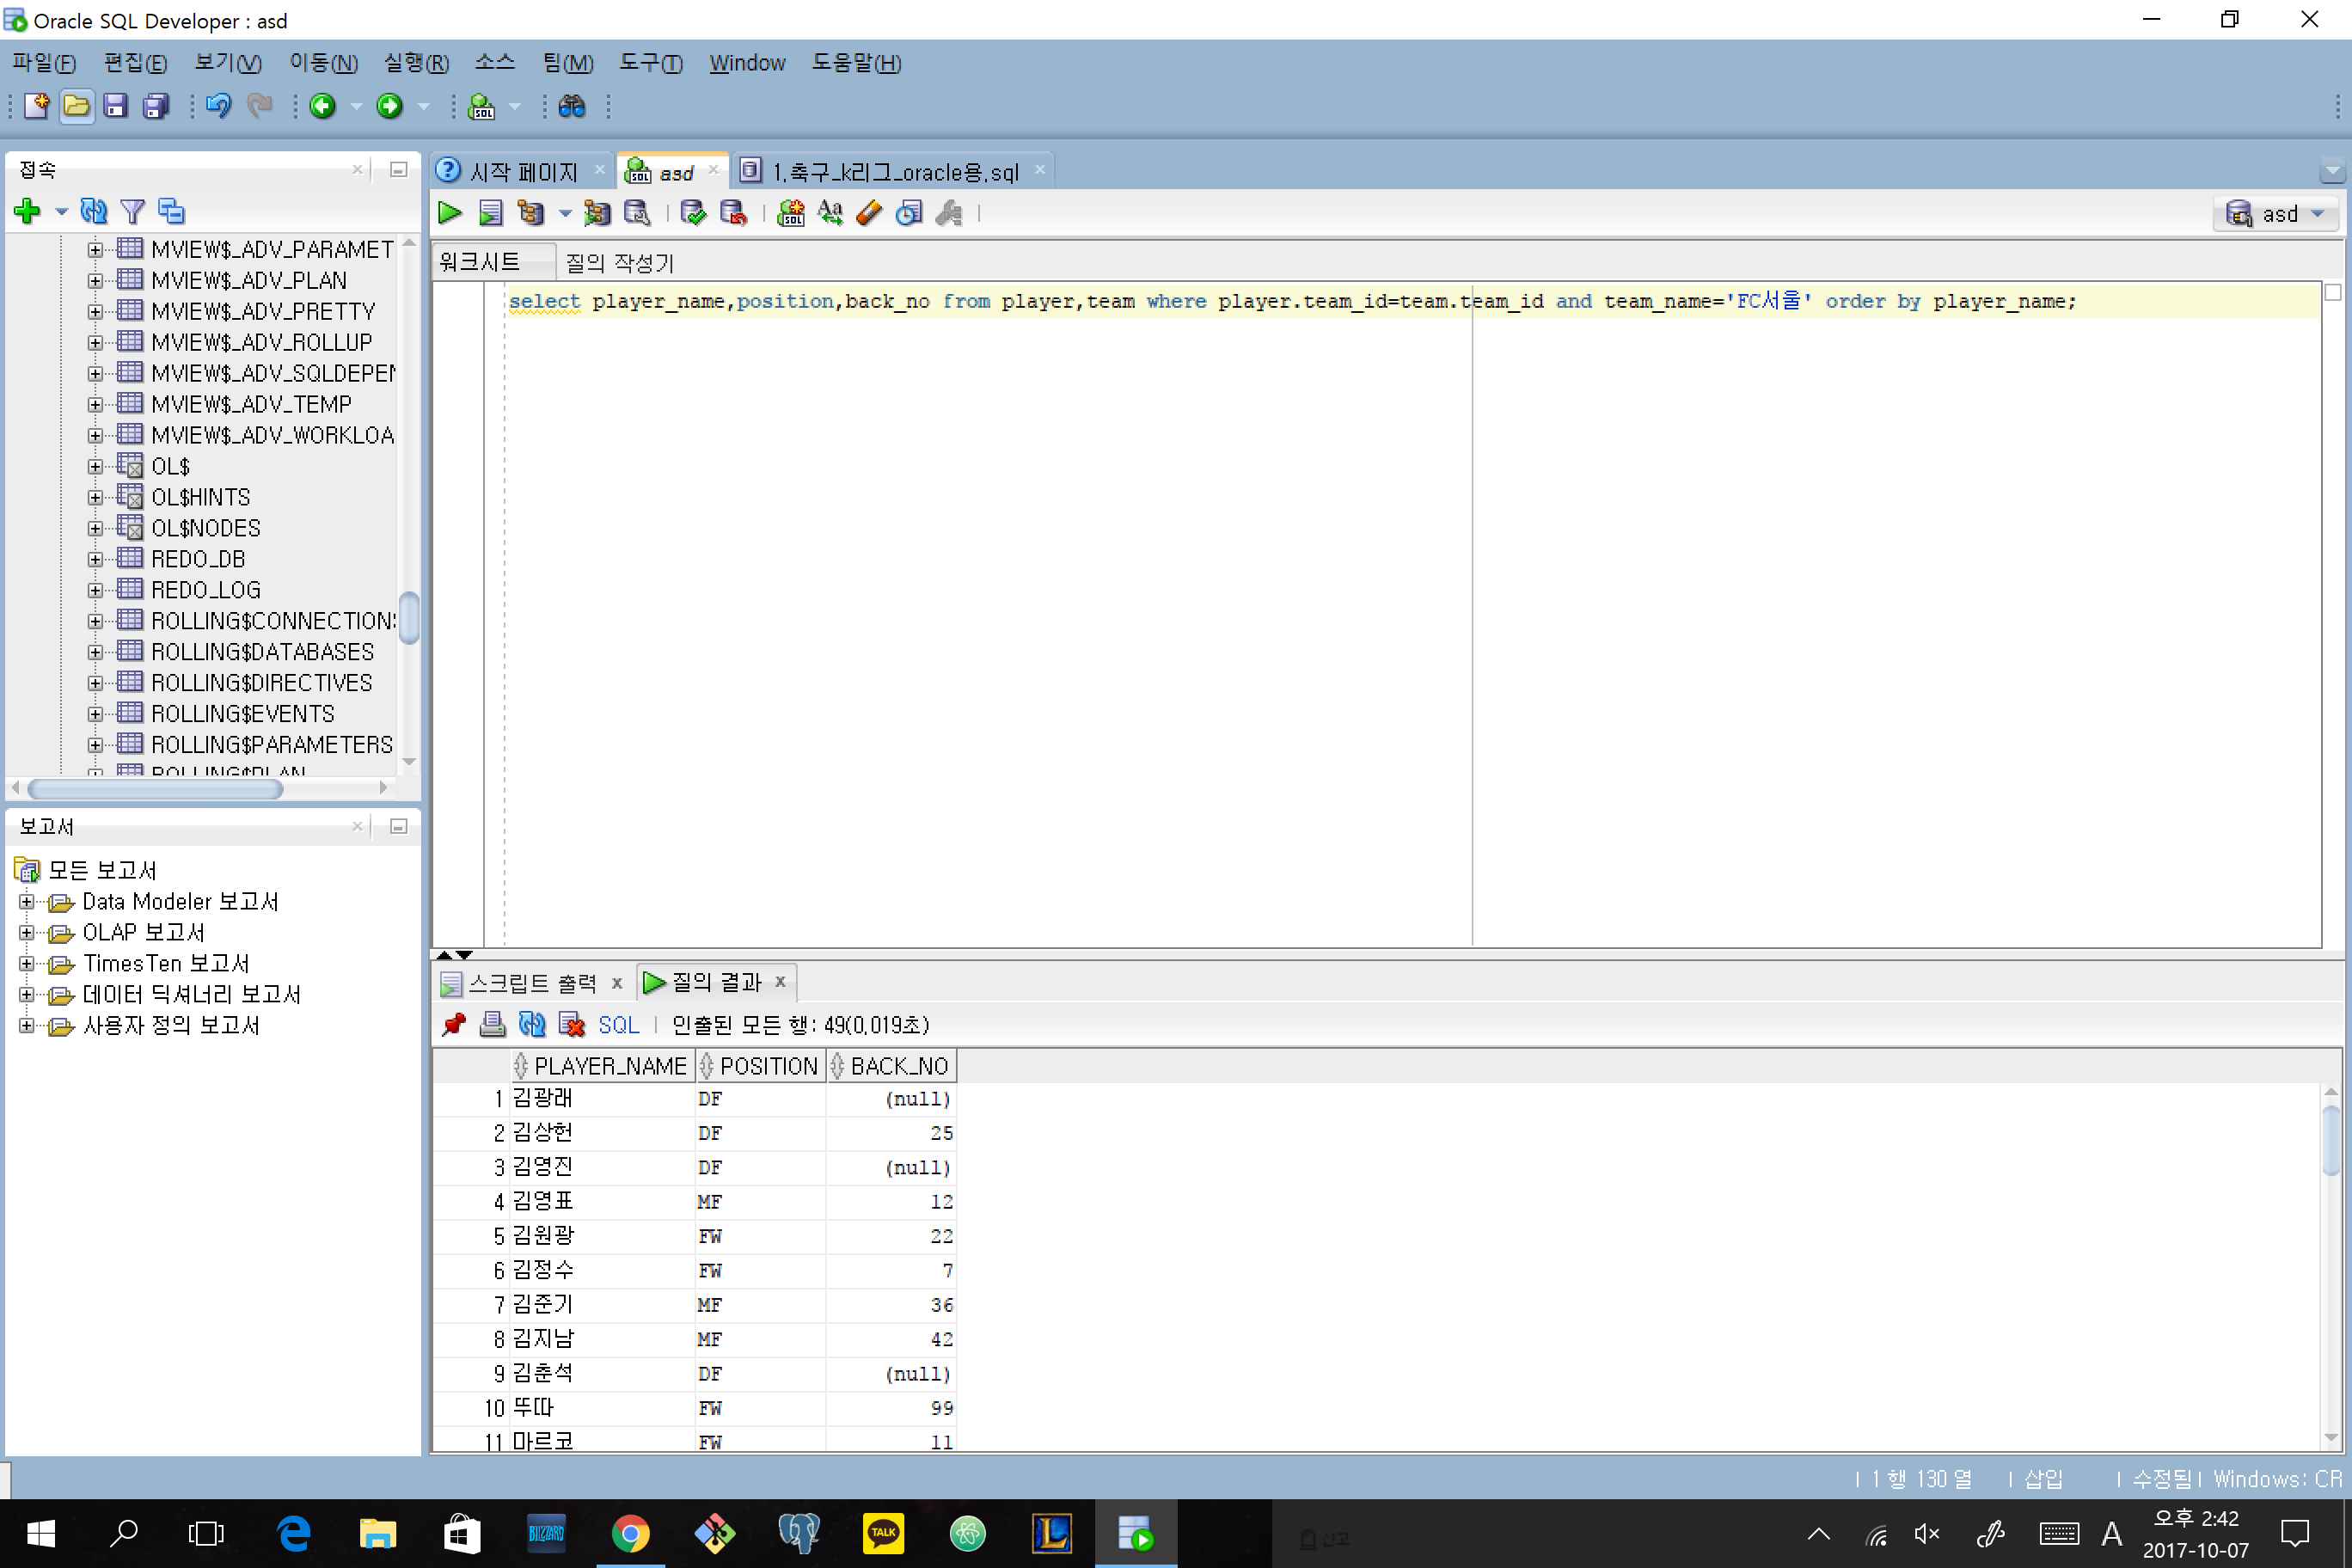 Oracle SQL Developer : asd
파일(F) 편집(E) 보기(V) 이동(N) 실행(R) 소스 팀(M) 도구(T) Window 도움말(H)
접속
시작 페이지 asd 1.축구_k리그_oracle용.sql
asd
워크시트 질의 작성기
select player_name,position,back_no from player,team where player.team_id=team.team_id and team_name='FC서울' order by player_name;
MVIEW$_ADV_PARAMET
MVIEW$_ADV_PLAN
MVIEW$_ADV_PRETTY
MVIEW$_ADV_ROLLUP
MVIEW$_ADV_SQLDEPEN
MVIEW$_ADV_TEMP
MVIEW$_ADV_WORKLOA
OL$
OL$HINTS
OL$NODES
REDO_DB
REDO_LOG
ROLLING$CONNECTIONS
ROLLING$DATABASES
ROLLING$DIRECTIVES
ROLLING$EVENTS
ROLLING$PARAMETERS
ROLLING$PLAN
보고서
모든 보고서
Data Modeler 보고서
OLAP 보고서
TimesTen 보고서
데이터 딕셔너리 보고서
사용자 정의 보고서
스크립트 출력 질의 결과
SQL 인출된 모든 행: 49(0.019초)
PLAYER_NAME POSITION BACK_NO
1 김광래 DF (null)
2 김상헌 DF 25
3 김영진 DF (null)
4 김영표 MF 12
5 김원광 FW 22
6 김정수 FW 7
7 김준기 MF 36
8 김지남 MF 42
9 김춘석 DF (null)
10 뚜따 FW 99
11 마르코 FW 11
1 행 130 열 삽입 수정됨 Windows: CR
BLIZZARD
TALK
신고
A
오후 2:42
2017-10-07